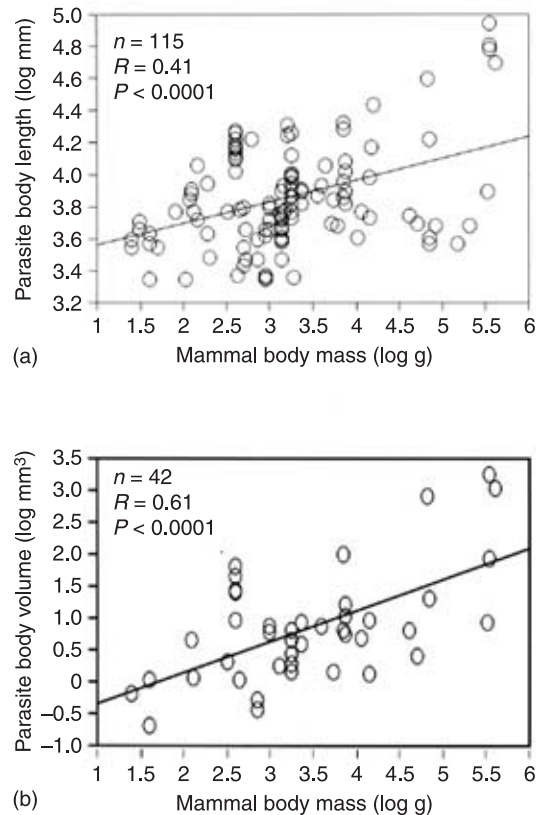 5.0
n = 115
R = 0.41
P < 0.0001
4.8
4.6
4.4
4.2
4.0
3.8
3.6
3.4
3.2
Parasite body length (log mm)
1 1.5 2 2.5 3 3.5 4 4.5 5 5.5 6
(a)
Mammal body mass (log g)
3.5
n = 42
R = 0.61
P < 0.0001
3.0
2.5
2.0
1.5
1.0
0.5
0
–0.5
–1.0
Parasite body volume (log mm³)
1 1.5 2 2.5 3 3.5 4 4.5 5 5.5 6
(b)
Mammal body mass (log g)